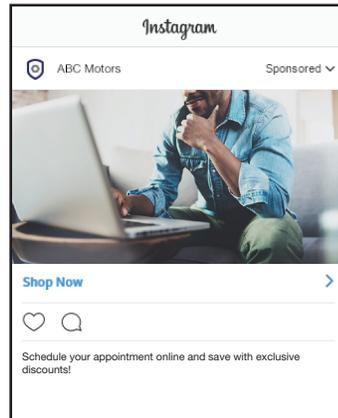 Instagram
ABC Motors
Sponsored
Shop Now
Schedule your appointment online and save with exclusive
discounts!